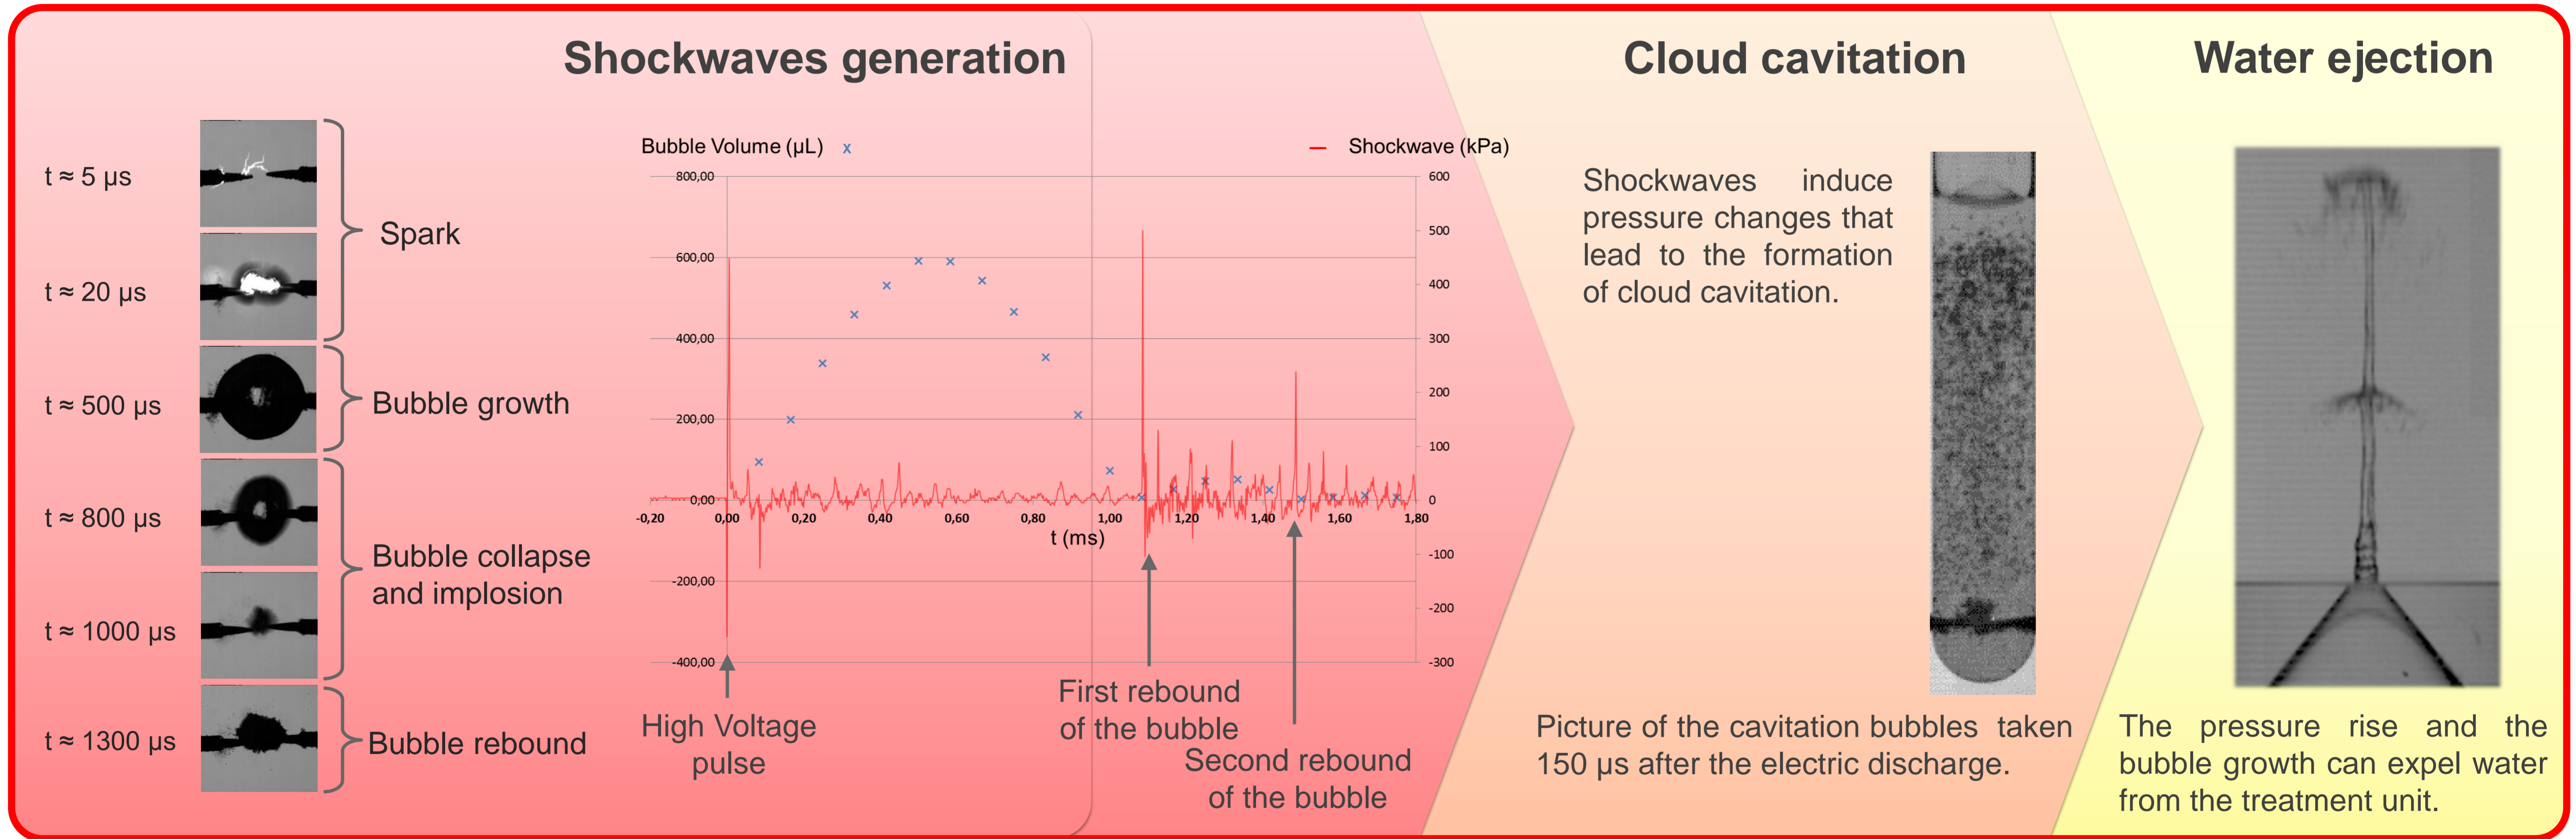 Shockwaves generation
t ≈ 5 µs
t ≈ 20 µs
Spark
t ≈ 500 µs
Bubble growth
t ≈ 800 µs
t ≈ 1000 µs
Bubble collapse
and implosion
t ≈ 1300 µs
Bubble rebound
Bubble Volume (µL) x
Shockwave (kPa)
800,00
600,00
400,00
200,00
0,00
-200,00
-400,00
600
500
400
300
200
100
0
-100
-200
-300
-0,20 0,00 0,20 0,40 0,60 0,80 1,00 1,20 1,40 1,60 1,80
t (ms)
High Voltage
pulse
First rebound
of the bubble
Second rebound
of the bubble
Cloud cavitation
Shockwaves induce
pressure changes that
lead to the formation
of cloud cavitation.
Picture of the cavitation bubbles taken
150 µs after the electric discharge.
Water ejection
The pressure rise and the
bubble growth can expel water
from the treatment unit.